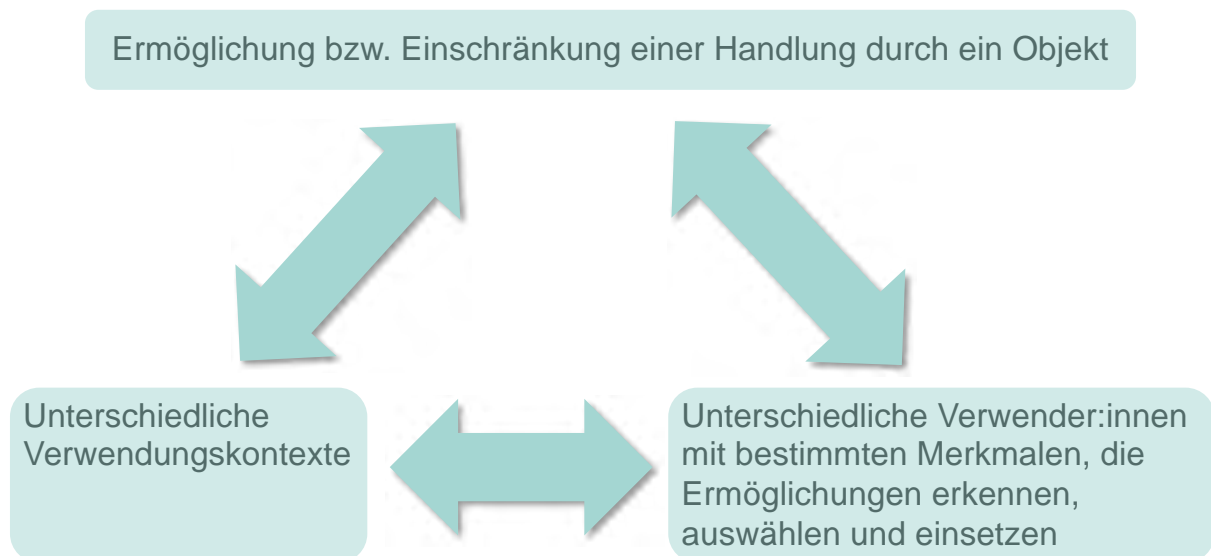 Ermöglichung bzw. Einschränkung einer Handlung durch ein Objekt
Unterschiedliche
Verwendungskontexte
Unterschiedliche Verwender:innen
mit bestimmten Merkmalen, die
Ermöglichungen erkennen,
auswählen und einsetzen